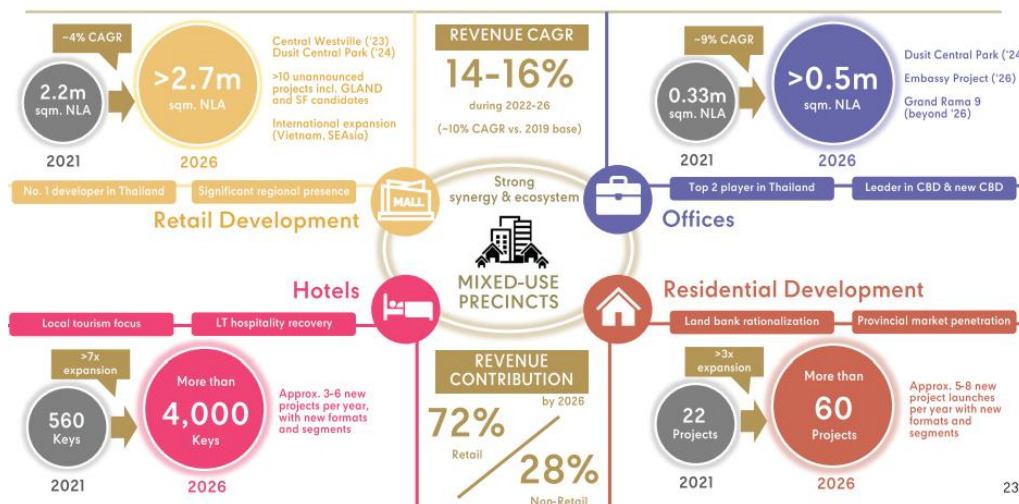 ~4% CAGR
2.2m
sqm. NLA
2021
>2.7m
sqm. NLA
2026
Central Westville ('23)
Dusit Central Park ('24)
>10 unannounced
projects incl. GLAND
and SF candidates
International expansion
(Vietnam, SEAsia)
No. 1 developer in Thailand
Significant regional presence
Retail Development
MALL
REVENUE CAGR
14-16%
during 2022-26
(~10% CAGR vs. 2019 base)
~9% CAGR
0.33m
sqm. NLA
2021
>0.5m
sqm. NLA
2026
Dusit Central Park ('24
Embassy Project ('26)
Grand Rama 9
(beyond '26)
Top 2 player in Thailand
Leader in CBD & new CBD
Offices
Strong
synergy & ecosystem
MIXED-USE
PRECINCTS
Hotels
Local tourism focus
LT hospitality recovery
>7x
expansion
560
Keys
2021
More than
4,000
Keys
2026
Approx. 3-6 new
projects per year,
with new formats
and segments
REVENUE
CONTRIBUTION
by 2026
72%
Retail
28%
Non-Retail
Residential Development
Land bank rationalization
Provincial market penetration
>3x
expansion
22
Projects
2021
More than
60
Projects
2026
Approx. 5-8 new
project launches
per year with new
formats and
segments
23